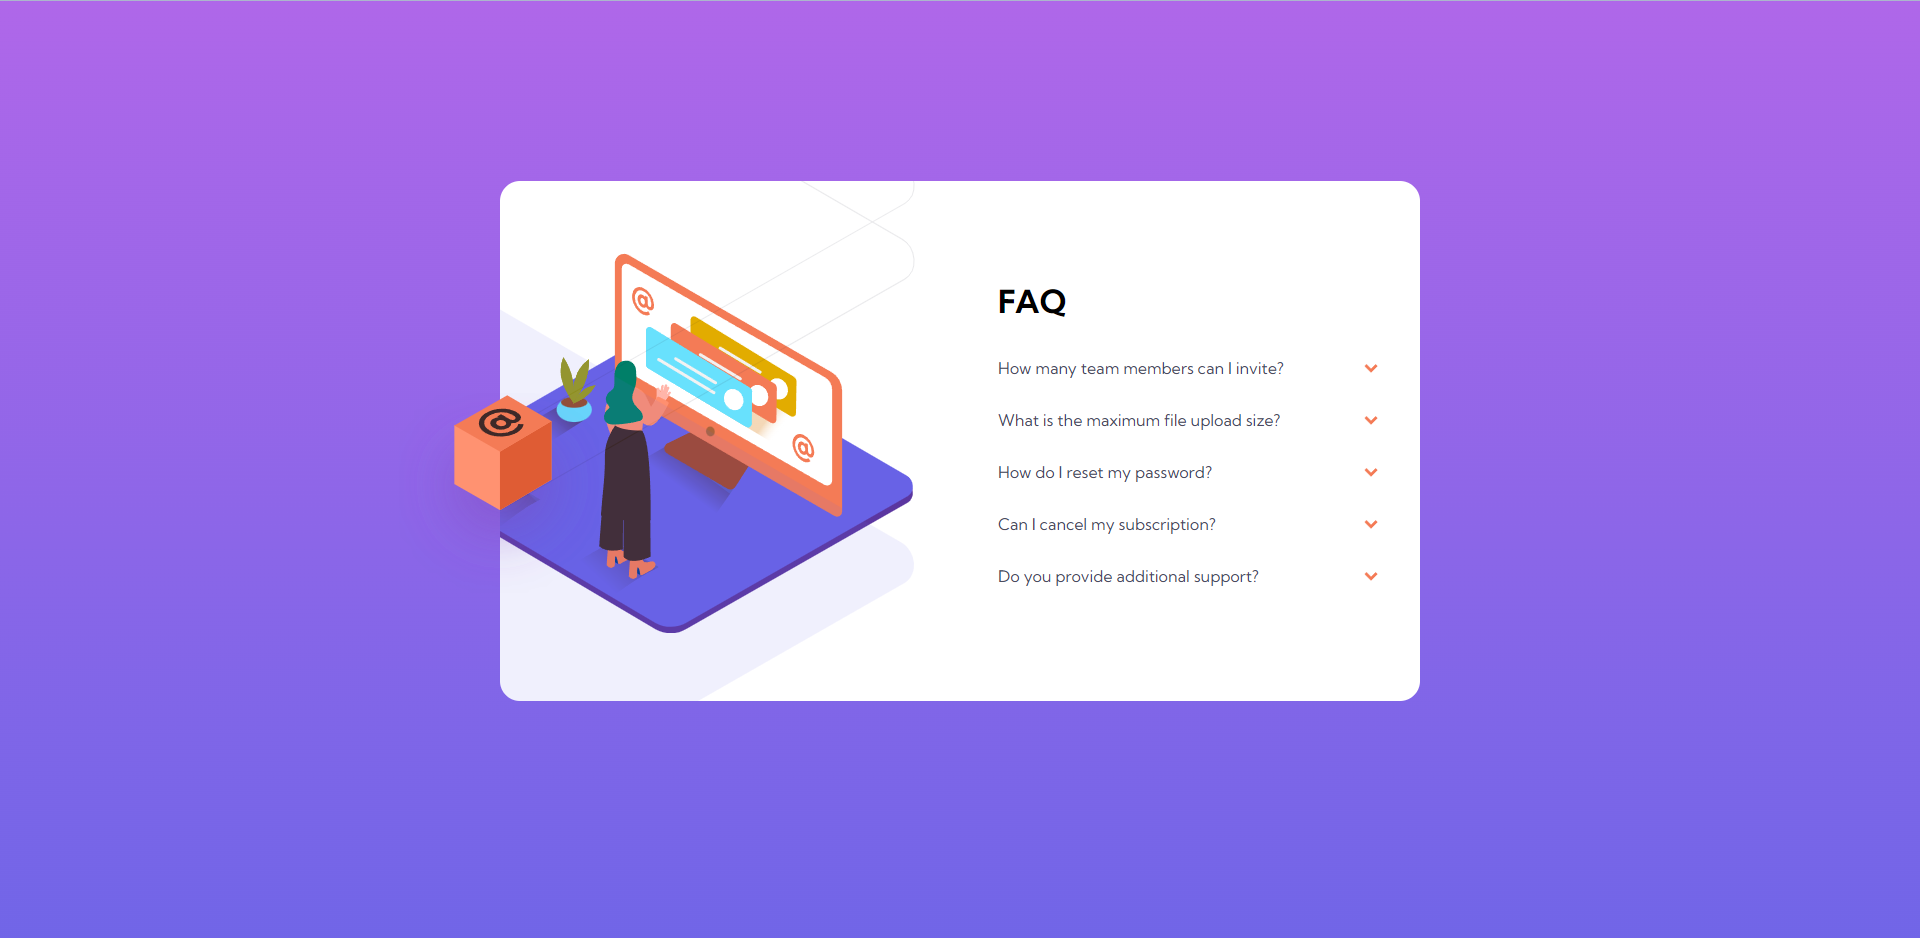 FAQ
How many team members can I invite?
What is the maximum file upload size?
How do I reset my password?
Can I cancel my subscription?
Do you provide additional support?
@
@
@